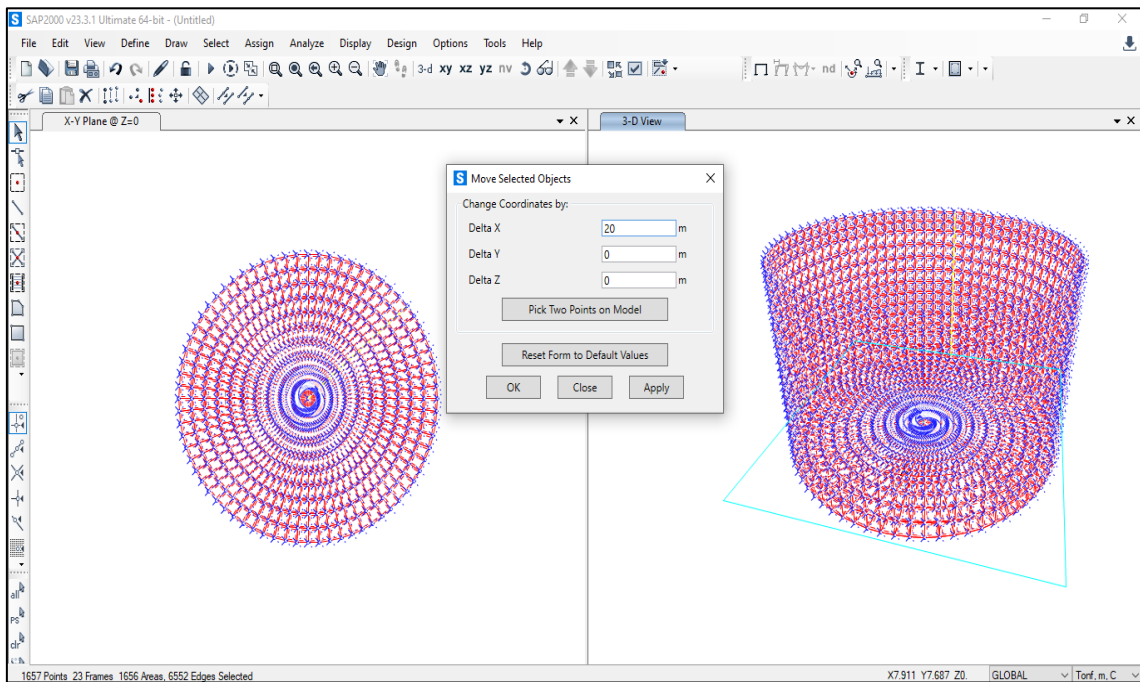 SAP2000 v23.3.1 Ultimate 64-bit - (Untitled)
File Edit View Define Draw Select Assign Analyze Display Design Options Tools Help
3-d xy xz yz nv
nd
X-Y Plane @ Z=0
3-D View
Move Selected Objects
Change Coordinates by:
Delta X 20 m
Delta Y 0 m
Delta Z 0 m
Pick Two Points on Model
Reset Form to Default Values
OK Close Apply
all
PS
clr
1657 Points 23 Frames 1656 Areas, 6552 Edges Selected
X7.911 Y7.687 Z0.
GLOBAL
Tonf, m, C